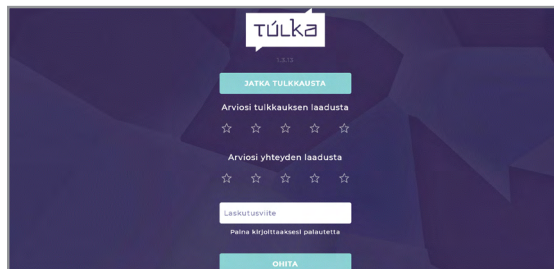 TÚLKA
1.3.13
JATKA TULKKAUSTA
Arviosi tulkkauksen laadusta
Arviosi yhteyden laadusta
Laskutusviite
Paina kirjoittaaksesi palautetta
OHITA